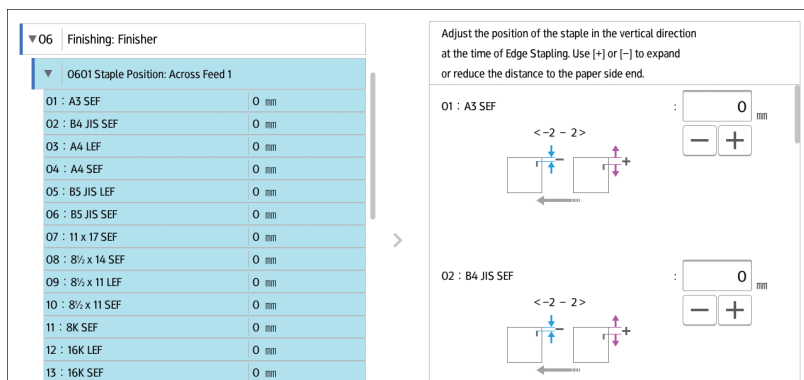 ▼06 Finishing: Finisher
▼ 0601 Staple Position: Across Feed 1
01 : A3 SEF 0 mm
02 : B4 JIS SEF 0 mm
03 : A4 LEF 0 mm
04 : A4 SEF 0 mm
05 : B5 JIS LEF 0 mm
06 : B5 JIS SEF 0 mm
07 : 11 x 17 SEF 0 mm
08 : 8½ x 14 SEF 0 mm
09 : 8½ x 11 LEF 0 mm
10 : 8½ x 11 SEF 0 mm
11 : 8K SEF 0 mm
12 : 16K LEF 0 mm
13 : 16K SEF 0 mm
Adjust the position of the staple in the vertical direction
at the time of Edge Stapling. Use [+] or [−] to expand
or reduce the distance to the paper side end.
01 : A3 SEF : 0 mm
<−2 − 2>
− +
− +
02 : B4 JIS SEF : 0 mm
<−2 − 2>
− +
− +